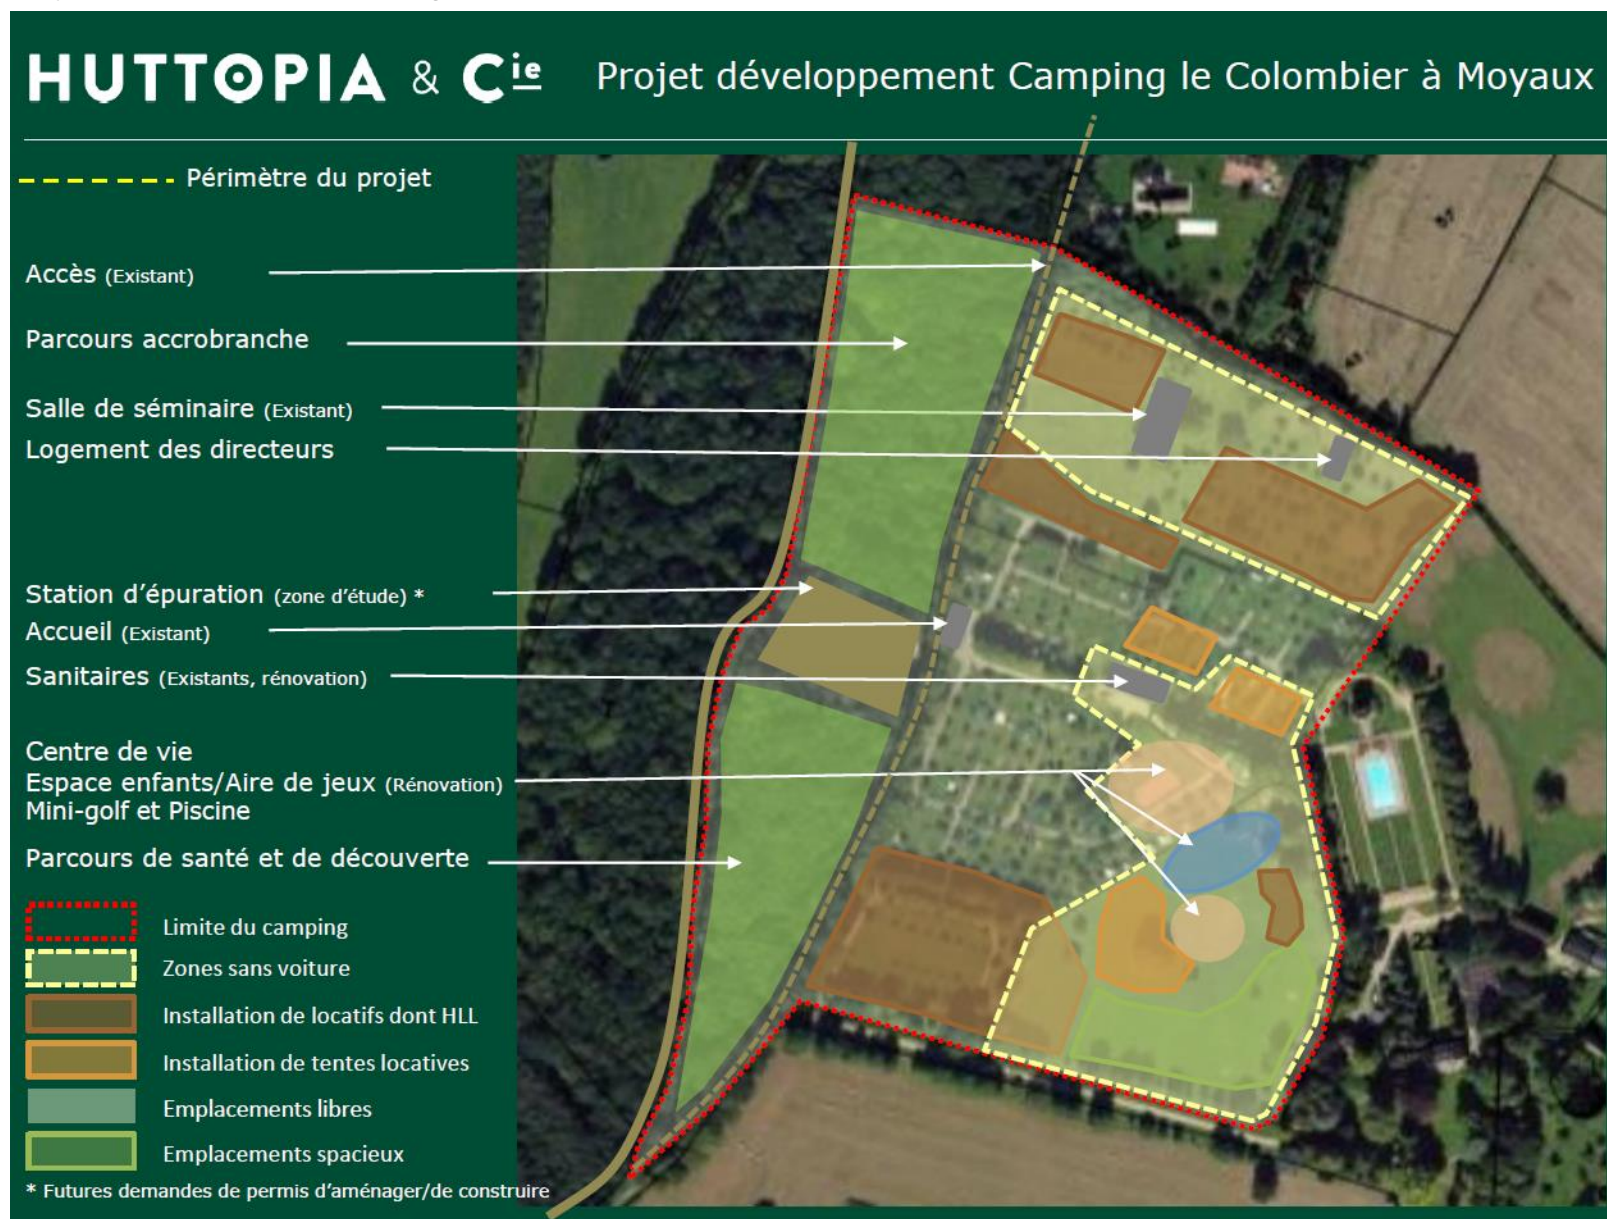 HUTTOPIA & Cie Projet développement Camping le Colombier à Moyaux
Périmètre du projet
Accès (Existant)
Parcours accrobranche
Salle de séminaire (Existant)
Logement des directeurs
Station d'épuration (zone d'étude) *
Accueil (Existant)
Sanitaires (Existants, rénovation)
Centre de vie
Espace enfants/Aire de jeux (Rénovation)
Mini-golf et Piscine
Parcours de santé et de découverte
Limite du camping
Zones sans voiture
Installation de locatifs dont HLL
Installation de tentes locatives
Emplacements libres
Emplacements spacieux
* Futures demandes de permis d'aménager/de construire